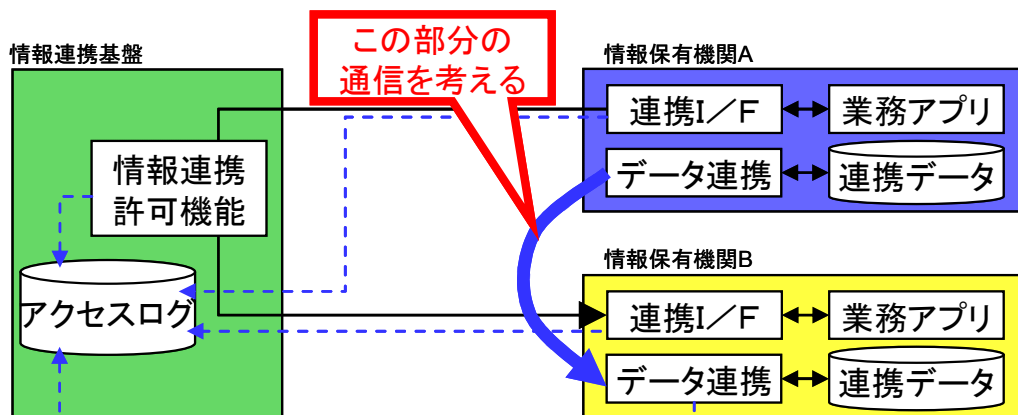 情報連携基盤
この部分の
通信を考える
情報保有機関A
連携I／F
業務アプリ
データ連携
連携データ
情報連携
許可機能
アクセスログ
情報保有機関B
連携I／F
業務アプリ
データ連携
連携データ